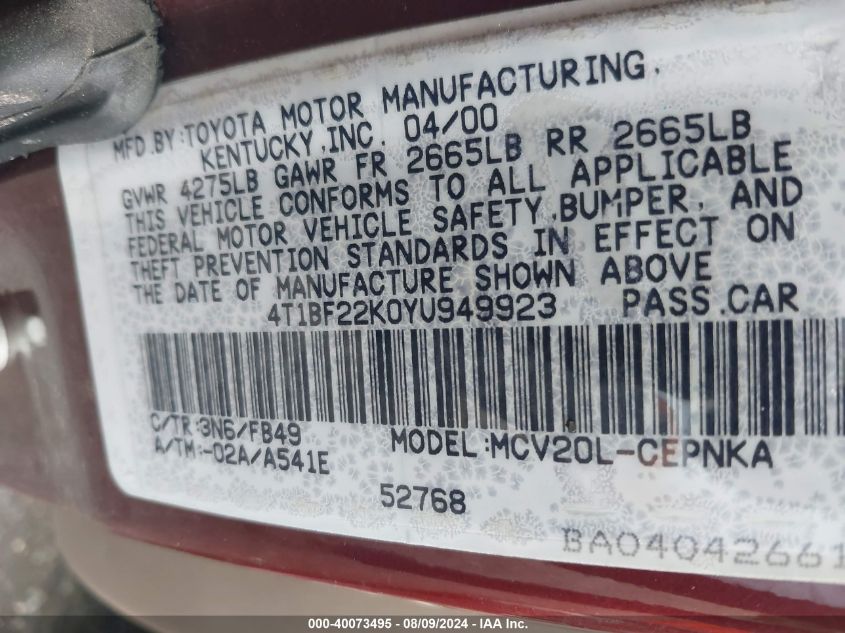 MFD.BY:TOYOTA MOTOR MANUFACTURING,
KENTUCKY,INC. 04/00
GVWR 4275LB GAWR FR 2665LB RR 2665LB
THIS VEHICLE CONFORMS TO ALL APPLICABLE
FEDERAL MOTOR VEHICLE SAFETY,BUMPER, AND
THEFT PREVENTION STANDARDS IN EFFECT ON
THE DATE OF MANUFACTURE SHOWN ABOVE
4T1BF22K0YU949923 PASS.CAR
C/TR:3N6/FB49
A/TM:-02A/A541E
MODEL:MCV20L-CEPNKA
52768
BA04042661
000-40073495 - 08/09/2024 - IAA Inc.